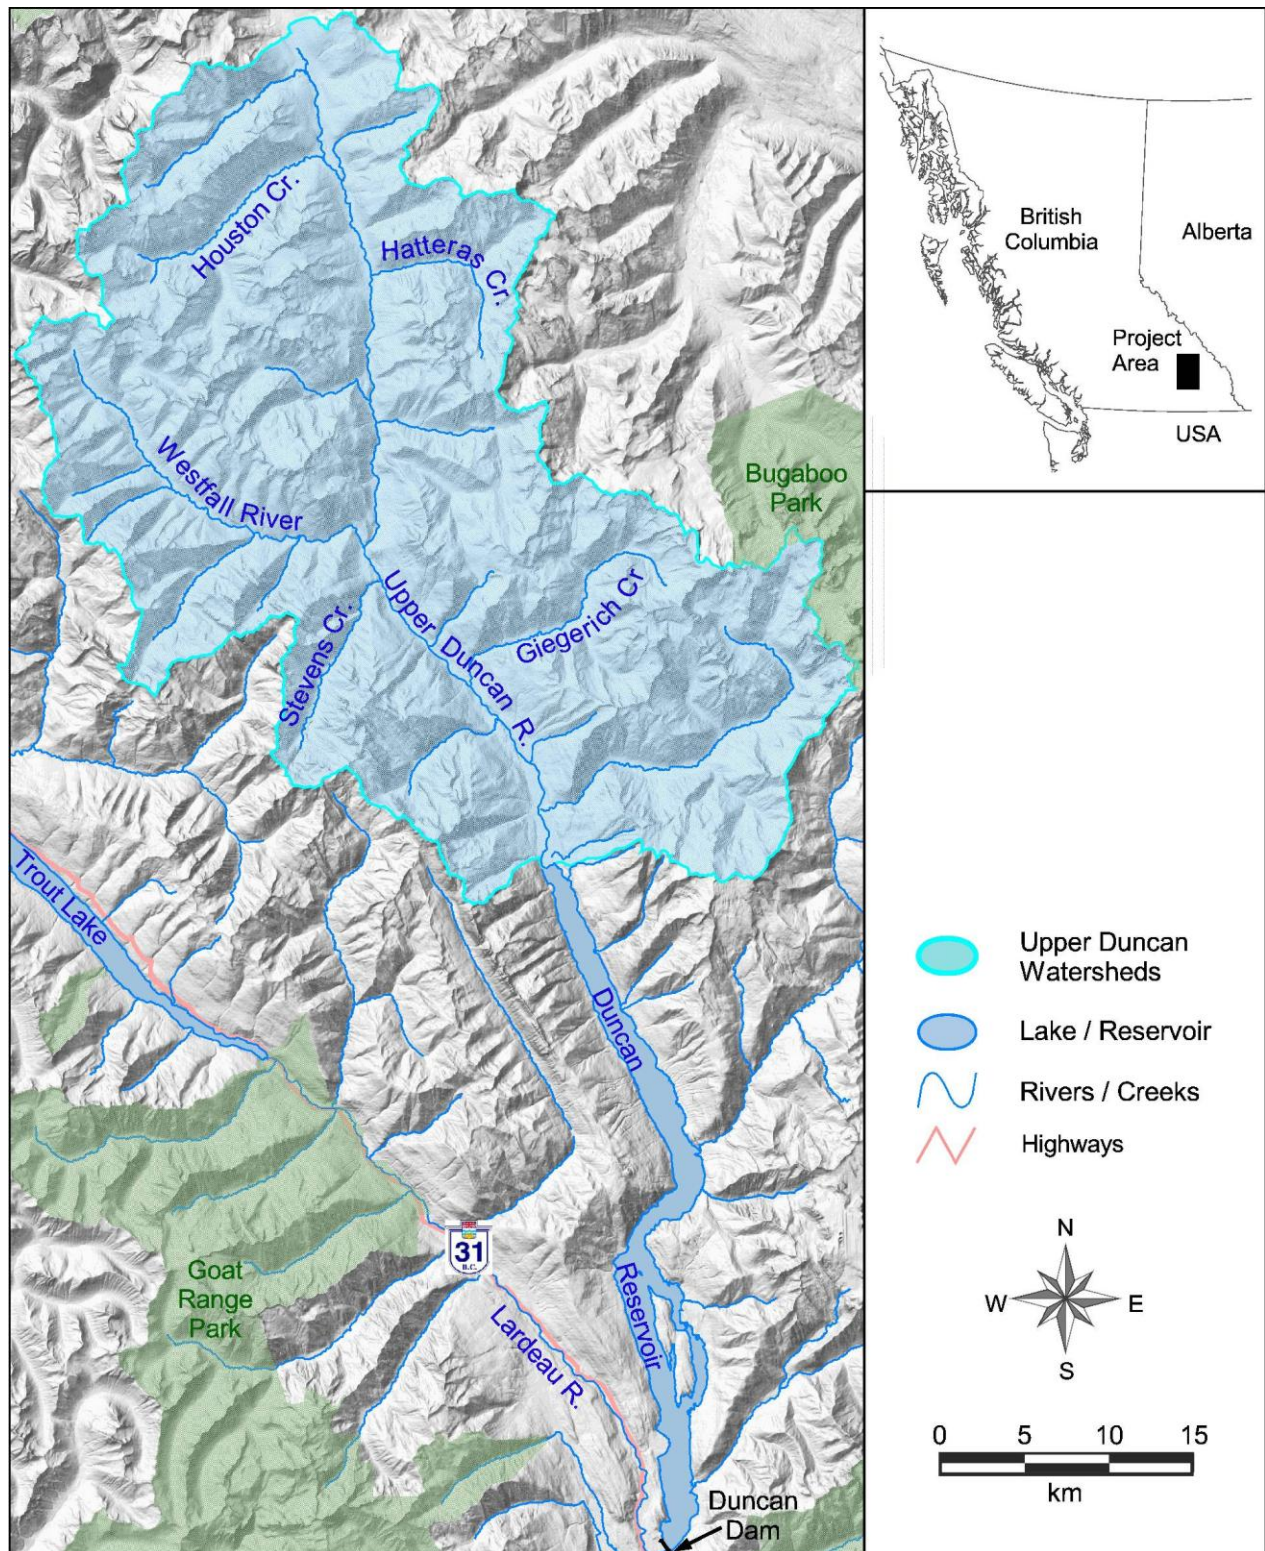 Houston Cr.
Hatteras Cr.
Westfall River
Bugaboo
Park
Upper Duncan R.
Giegerich Cr
Stevens Cr.
Trout Lake
Duncan
Reservoir
31
B.C.
Goat
Range
Park
Lardeau R.
Duncan
Dam
British
Columbia
Alberta
Project
Area
USA
Upper Duncan
Watersheds
Lake / Reservoir
Rivers / Creeks
Highways
N
W
E
S
0 5 10 15
km